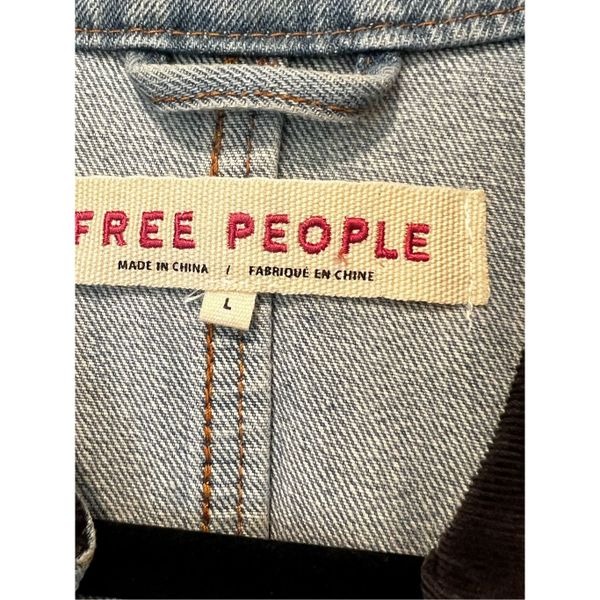 FREE PEOPLE
MADE IN CHINA / FABRIQUÉ EN CHINE
L